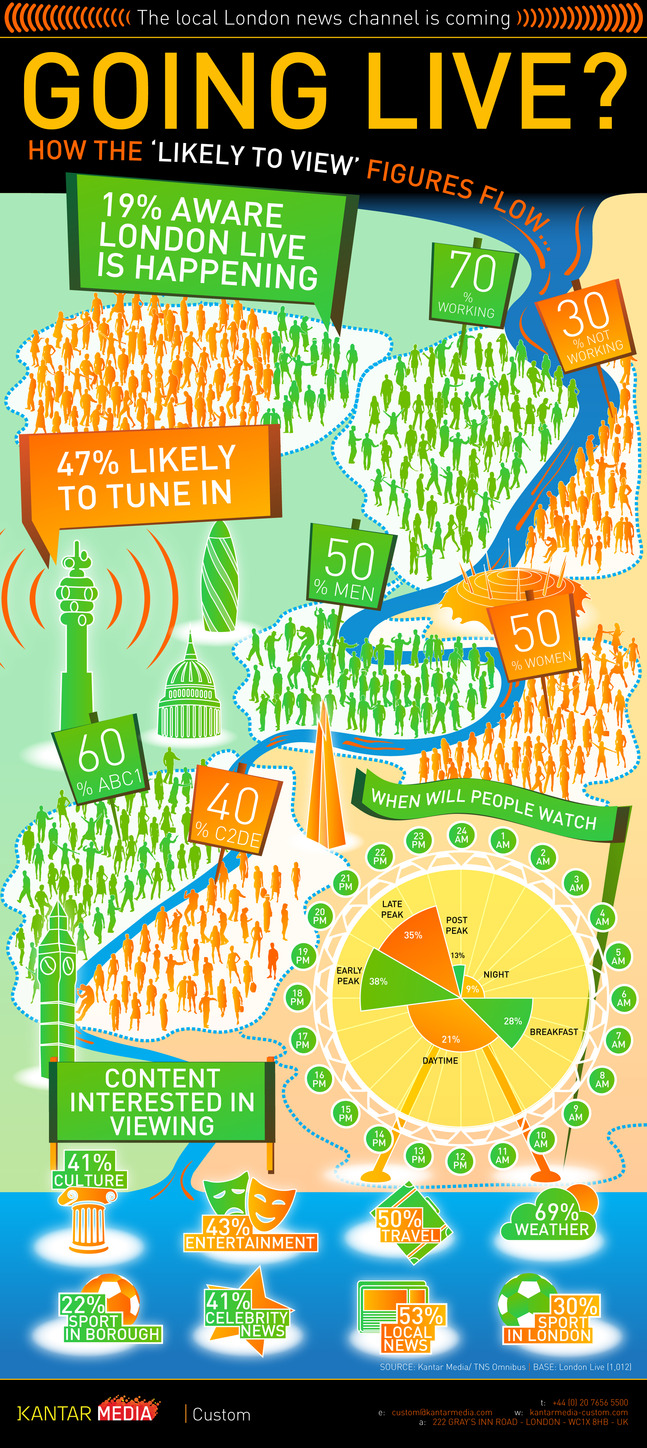 The local London news channel is coming
GOING LIVE?
HOW THE 'LIKELY TO VIEW' FIGURES FLOW...
19% AWARE
LONDON LIVE
IS HAPPENING
70
%
WORKING
30
% NOT
WORKING
47% LIKELY
TO TUNE IN
50
% MEN
50
% WOMEN
60
% ABC1
40
% C2DE
WHEN WILL PEOPLE WATCH
24
AM
1
AM
2
AM
3
AM
4
AM
5
AM
6
AM
7
AM
8
AM
9
AM
10
AM
11
AM
12
PM
13
PM
14
PM
15
PM
16
PM
17
PM
18
PM
19
PM
20
PM
21
PM
22
PM
23
PM
LATE
PEAK
35%
POST
PEAK
13%
NIGHT
9%
EARLY
PEAK
38%
28%
BREAKFAST
21%
DAYTIME
CONTENT
INTERESTED IN
VIEWING
41%
CULTURE
43%
ENTERTAINMENT
50%
TRAVEL
69%
WEATHER
22%
SPORT
IN BOROUGH
41%
CELEBRITY
NEWS
53%
LOCAL
NEWS
30%
SPORT
IN LONDON
SOURCE: Kantar Media/ TNS Omnibus | BASE: London Live (1,012)
KANTAR MEDIA | Custom
t: +44 (0) 20 7656 5500
e: custom@kantarmedia.com w: kantarmedia-custom.com
a: 222 GRAY'S INN ROAD - LONDON - WC1X 8HB - UK